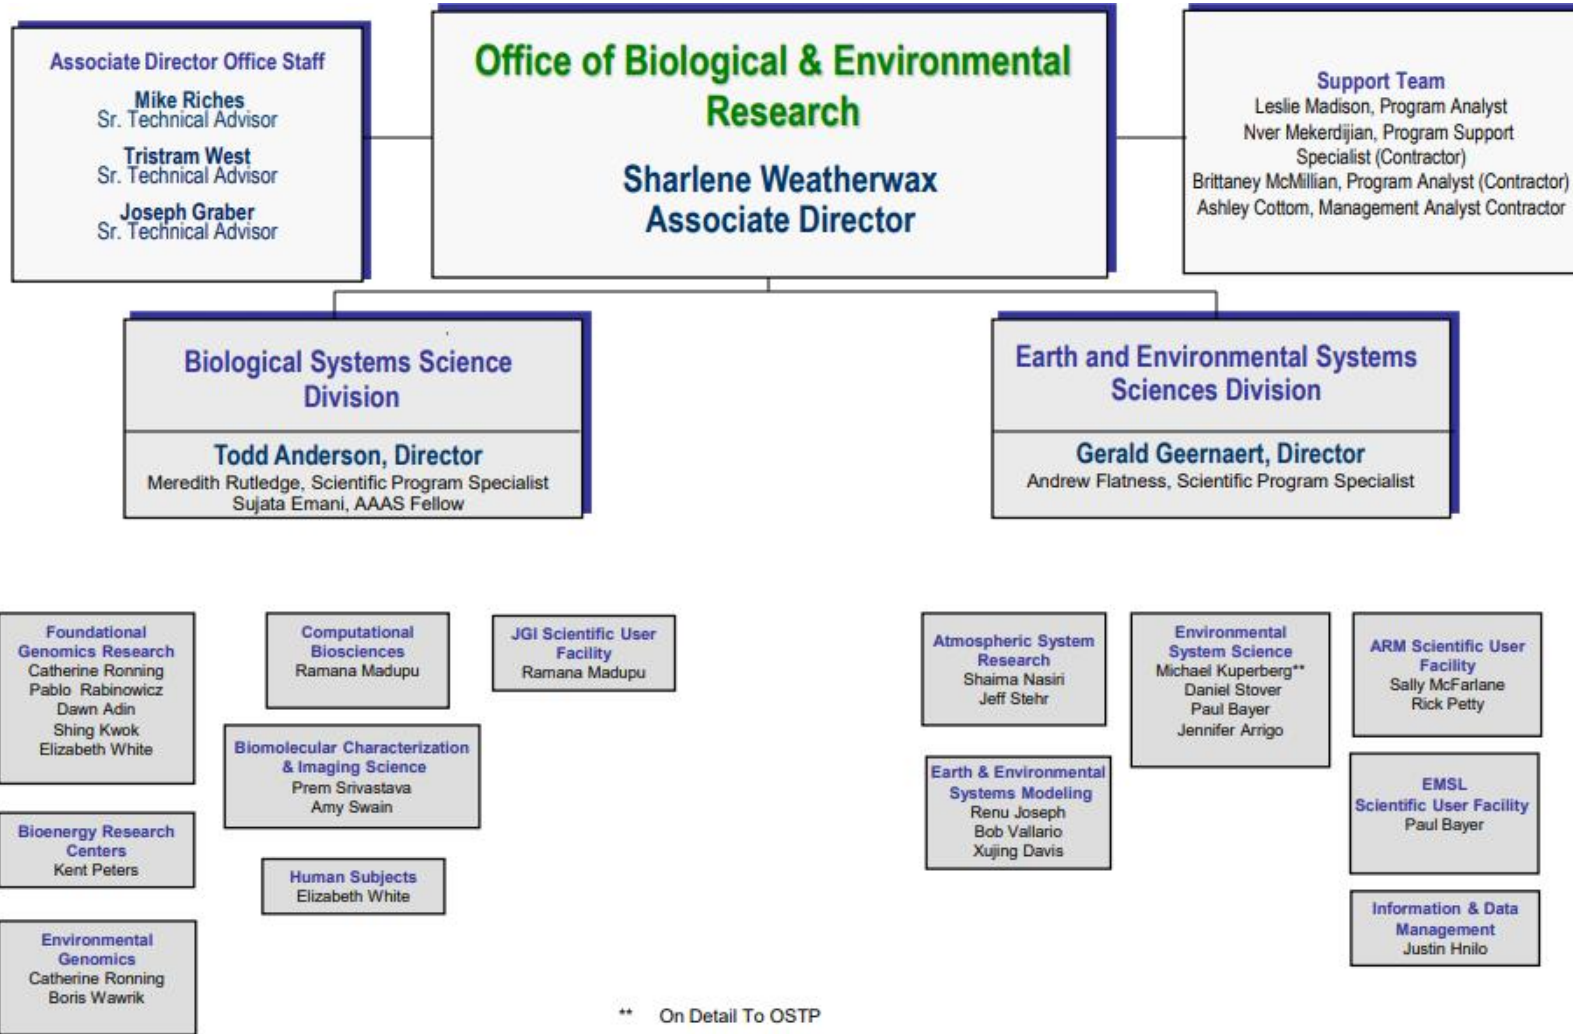 Associate Director Office Staff
Mike Riches
Sr. Technical Advisor
Tristram West
Sr. Technical Advisor
Joseph Graber
Sr. Technical Advisor
Office of Biological & Environmental
Research
Sharlene Weatherwax
Associate Director
Support Team
Leslie Madison, Program Analyst
Nver Mekerdijian, Program Support
Specialist (Contractor)
Brittaney McMillian, Program Analyst (Contractor)
Ashley Cottom, Management Analyst Contractor
Biological Systems Science
Division
Todd Anderson, Director
Meredith Rutledge, Scientific Program Specialist
Sujata Emani, AAAS Fellow
Earth and Environmental Systems
Sciences Division
Gerald Geernaert, Director
Andrew Flatness, Scientific Program Specialist
Foundational
Genomics Research
Catherine Ronning
Pablo Rabinowicz
Dawn Adin
Shing Kwok
Elizabeth White
Bioenergy Research
Centers
Kent Peters
Environmental
Genomics
Catherine Ronning
Boris Wawrik
Computational
Biosciences
Ramana Madupu
Biomolecular Characterization
& Imaging Science
Prem Srivastava
Amy Swain
Human Subjects
Elizabeth White
JGI Scientific User
Facility
Ramana Madupu
Atmospheric System
Research
Shaima Nasiri
Jeff Stehr
Earth & Environmental
Systems Modeling
Renu Joseph
Bob Vallario
Xujing Davis
Environmental
System Science
Michael Kuperberg**
Daniel Stover
Paul Bayer
Jennifer Arrigo
ARM Scientific User
Facility
Sally McFarlane
Rick Petty
EMSL
Scientific User Facility
Paul Bayer
Information & Data
Management
Justin Hnilo
** On Detail To OSTP